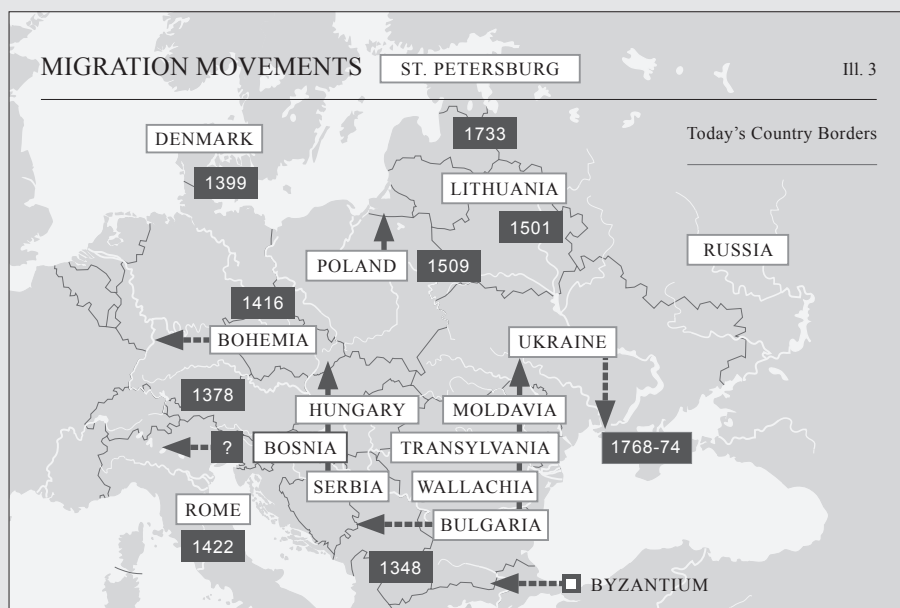 MIGRATION MOVEMENTS
ST. PETERSBURG
Ill. 3
Today's Country Borders
DENMARK
1399
1733
LITHUANIA
1501
RUSSIA
POLAND
1509
1416
BOHEMIA
UKRAINE
1378
HUNGARY
MOLDAVIA
?
BOSNIA
TRANSYLVANIA
1768-74
SERBIA
WALLACHIA
ROME
BULGARIA
1422
1348
BYZANTIUM